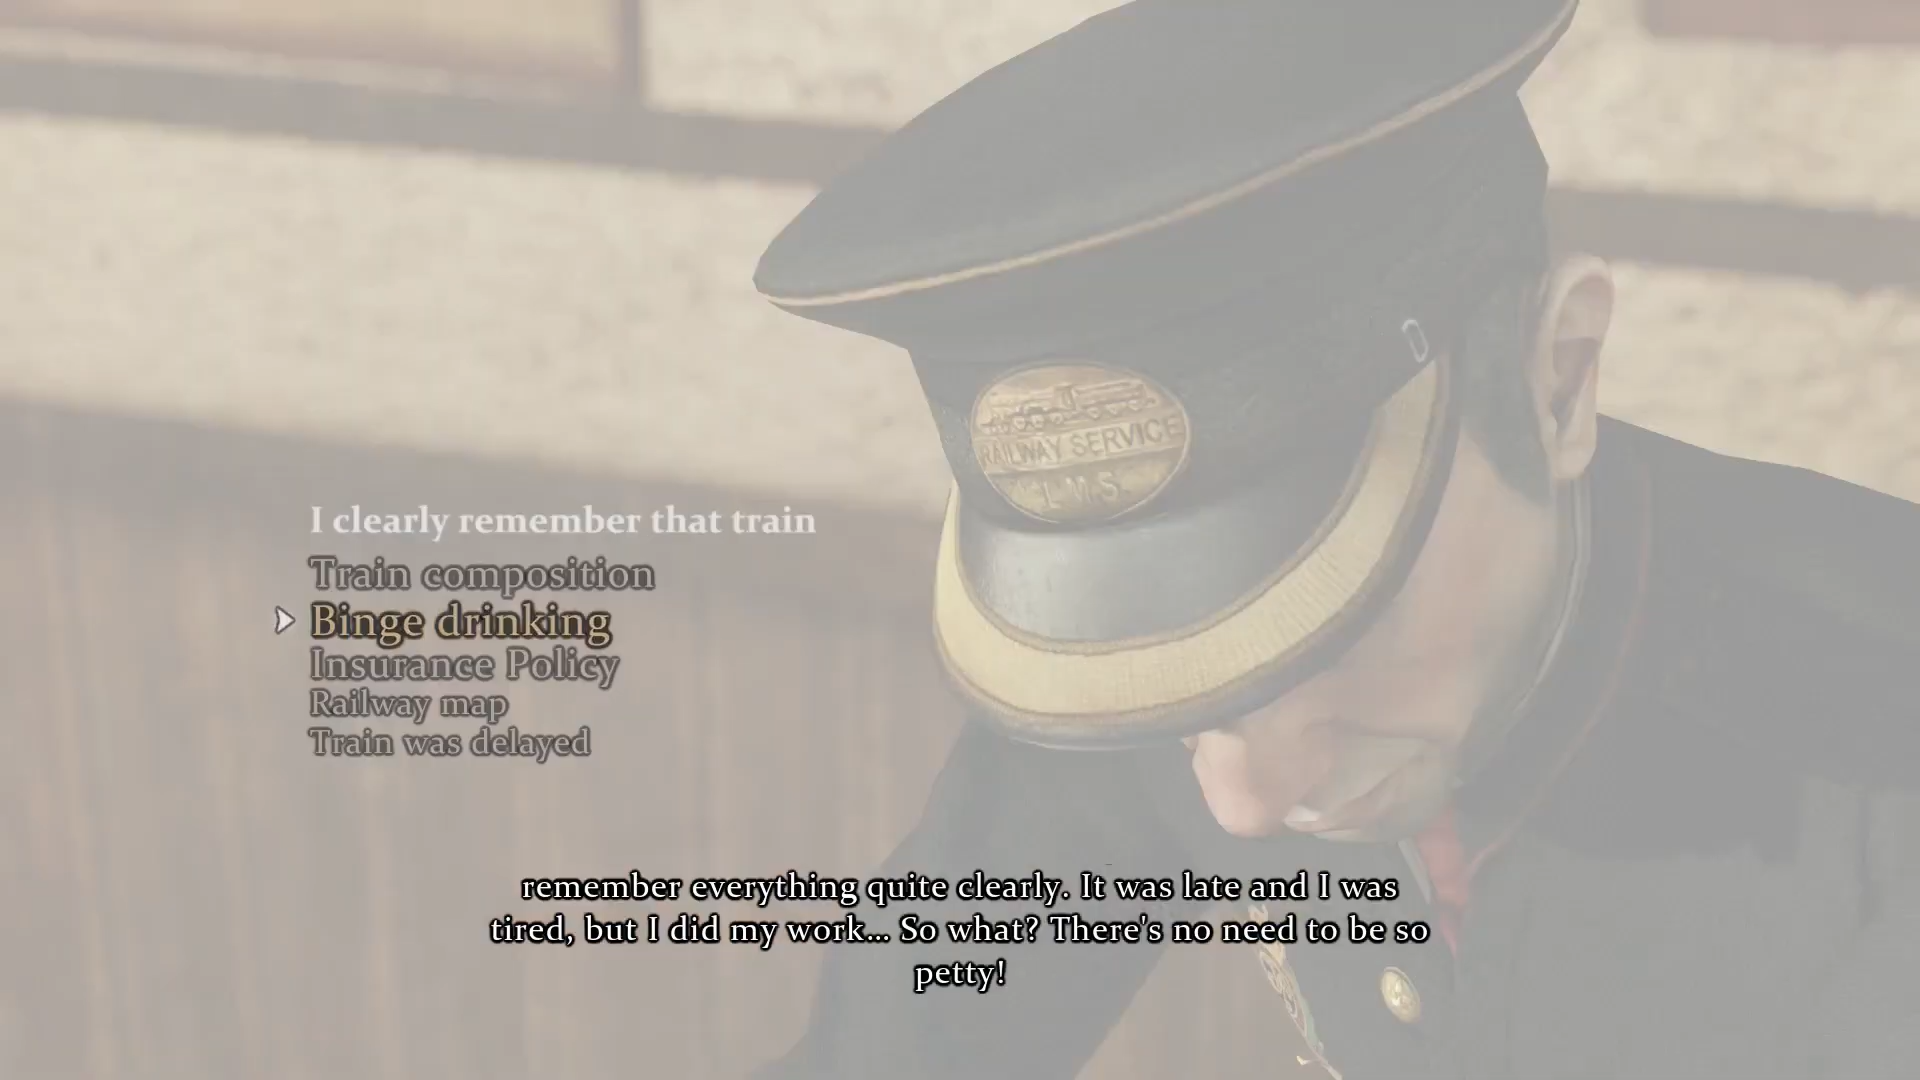 RAILWAY SERVICE
L.M.S.
I clearly remember that train
Train composition
Binge drinking
Insurance Policy
Railway map
Train was delayed
remember everything quite clearly. It was late and I was
tired, but I did my work... So what? There's no need to be so
petty!